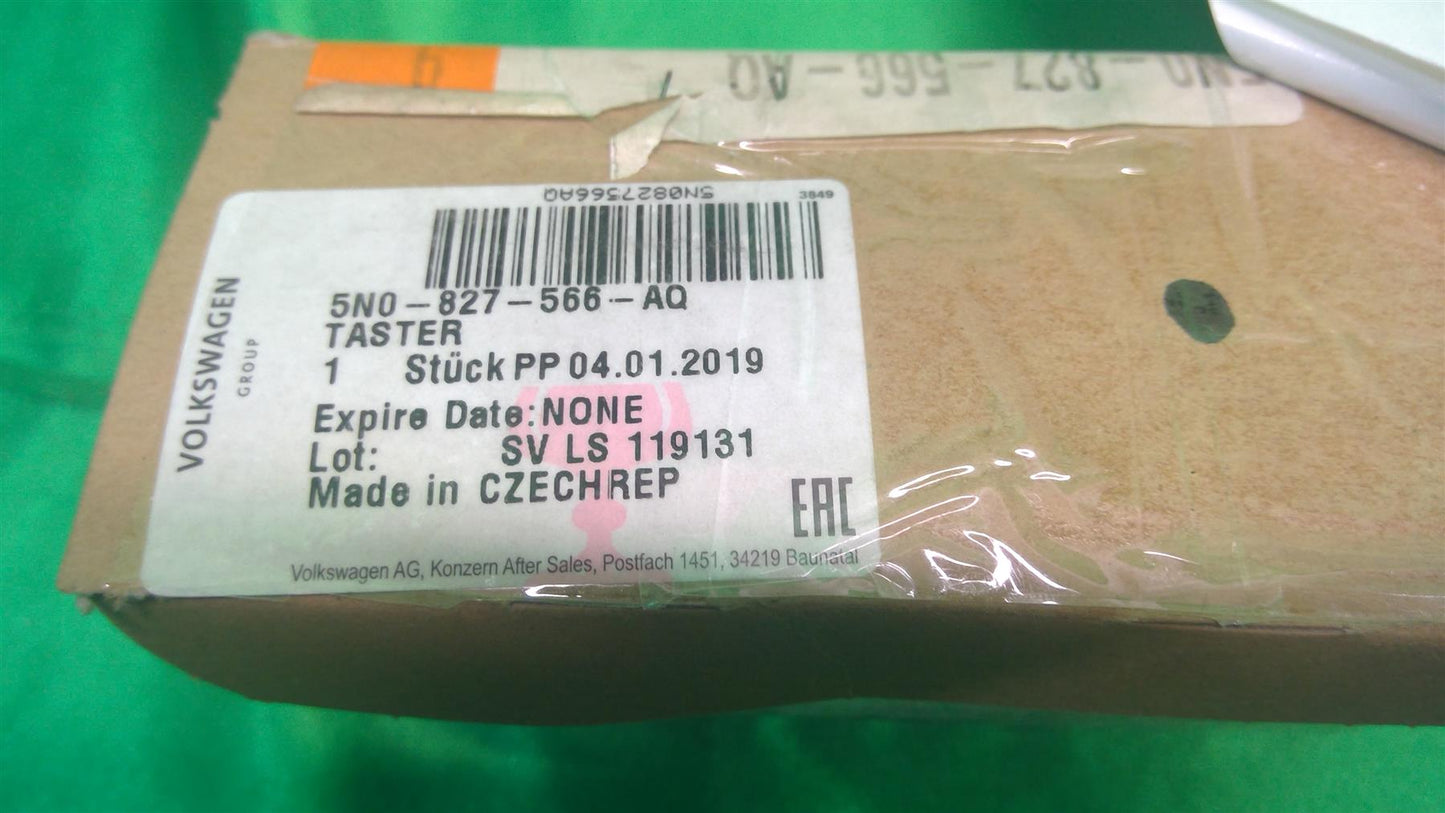 5N0-827-566-AQ
5N0827566AQ
3849
VOLKSWAGEN
GROUP
5N0-827-566-AQ
TASTER
1 Stück PP 04.01.2019
Expire Date: NONE
Lot: SV LS 119131
Made in CZECHREP
EAC
Volkswagen AG, Konzern After Sales, Postfach 1451, 34219 Baunatal